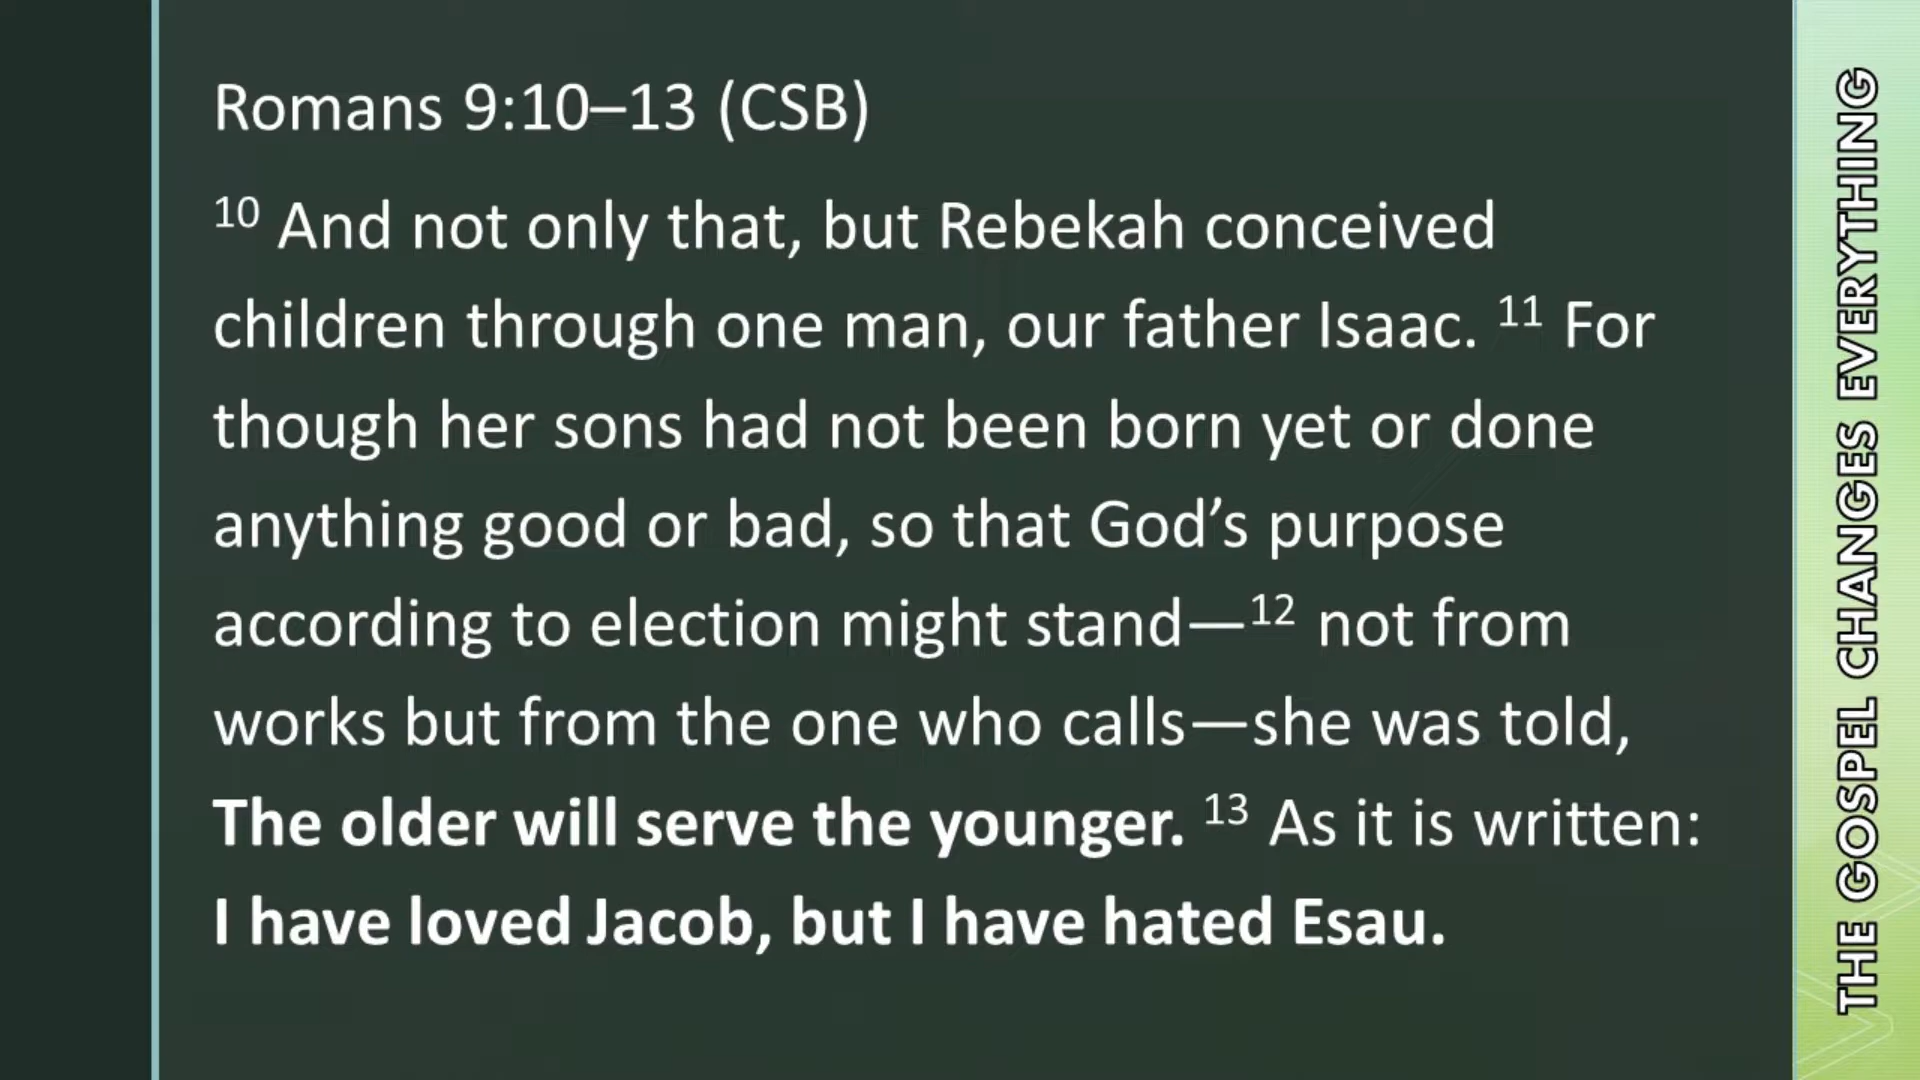 Romans 9:10–13 (CSB)
10 And not only that, but Rebekah conceived
children through one man, our father Isaac. 11 For
though her sons had not been born yet or done
anything good or bad, so that God’s purpose
according to election might stand—12 not from
works but from the one who calls—she was told,
The older will serve the younger. 13 As it is written:
I have loved Jacob, but I have hated Esau.
THE GOSPEL CHANGES EVERYTHING